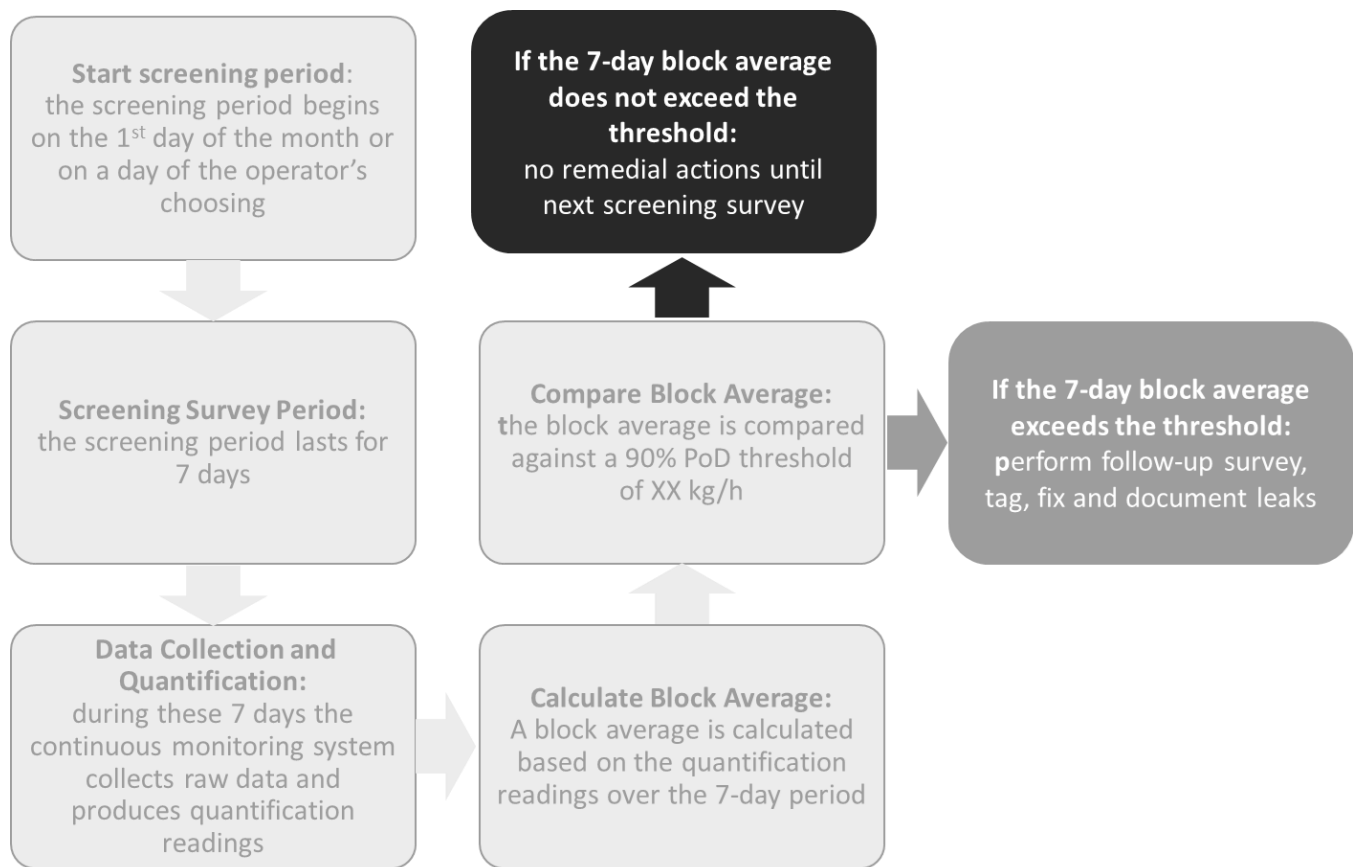 Start screening period:
the screening period begins
on the 1st day of the month or
on a day of the operator’s
choosing
Screening Survey Period:
the screening period lasts for
7 days
Data Collection and
Quantification:
during these 7 days the
continuous monitoring system
collects raw data and
produces quantification
readings
Calculate Block Average:
A block average is calculated
based on the quantification
readings over the 7-day period
Compare Block Average:
the block average is compared
against a 90% PoD threshold
of XX kg/h
If the 7-day block average
does not exceed the
threshold:
no remedial actions until
next screening survey
If the 7-day block average
exceeds the threshold:
perform follow-up survey,
tag, fix and document leaks